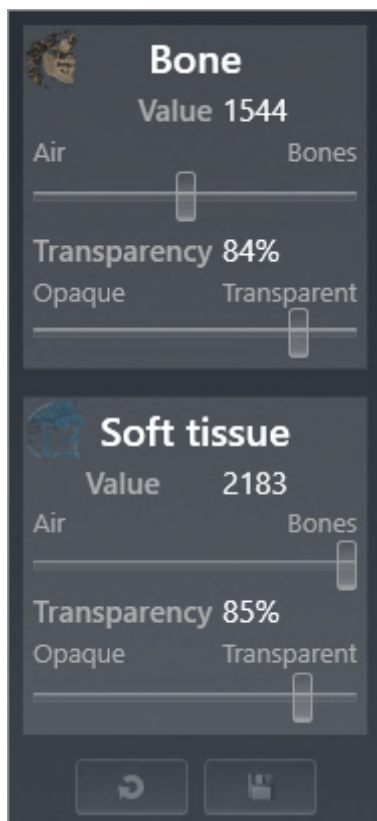 Bone
Value 1544
Air Bones
Transparency 84%
Opaque Transparent
Soft tissue
Value 2183
Air Bones
Transparency 85%
Opaque Transparent